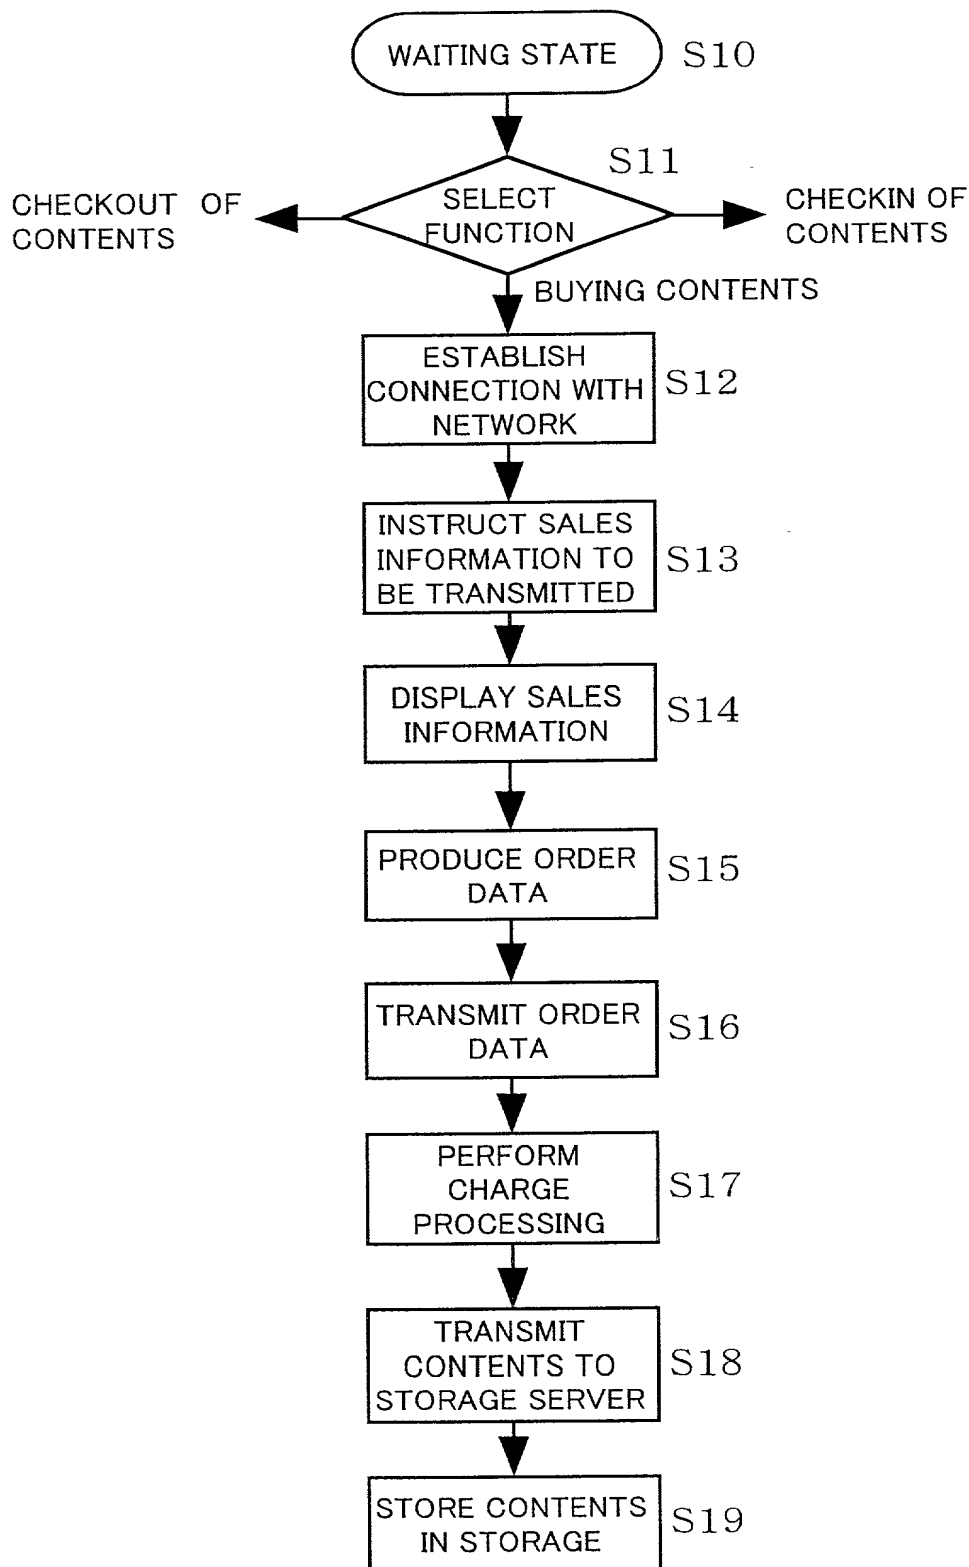 WAITING STATE
S10
S11
SELECT
FUNCTION
CHECKOUT OF
CONTENTS
CHECKIN OF
CONTENTS
BUYING CONTENTS
ESTABLISH
CONNECTION WITH
NETWORK
S12
INSTRUCT SALES
INFORMATION TO
BE TRANSMITTED
S13
DISPLAY SALES
INFORMATION
S14
PRODUCE ORDER
DATA
S15
TRANSMIT ORDER
DATA
S16
PERFORM
CHARGE
PROCESSING
S17
TRANSMIT
CONTENTS TO
STORAGE SERVER
S18
STORE CONTENTS
IN STORAGE
S19